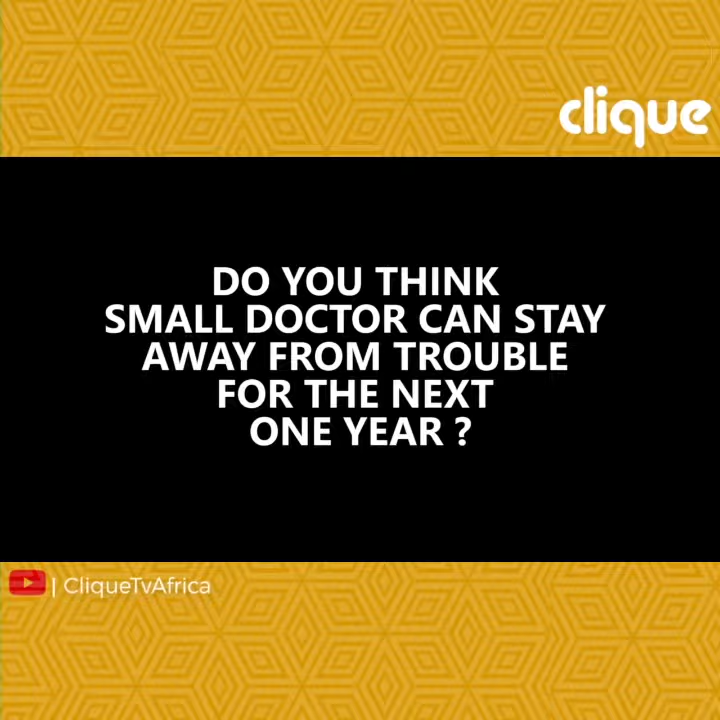 clique
DO YOU THINK
SMALL DOCTOR CAN STAY
AWAY FROM TROUBLE
FOR THE NEXT
ONE YEAR ?
| CliqueTvAfrica